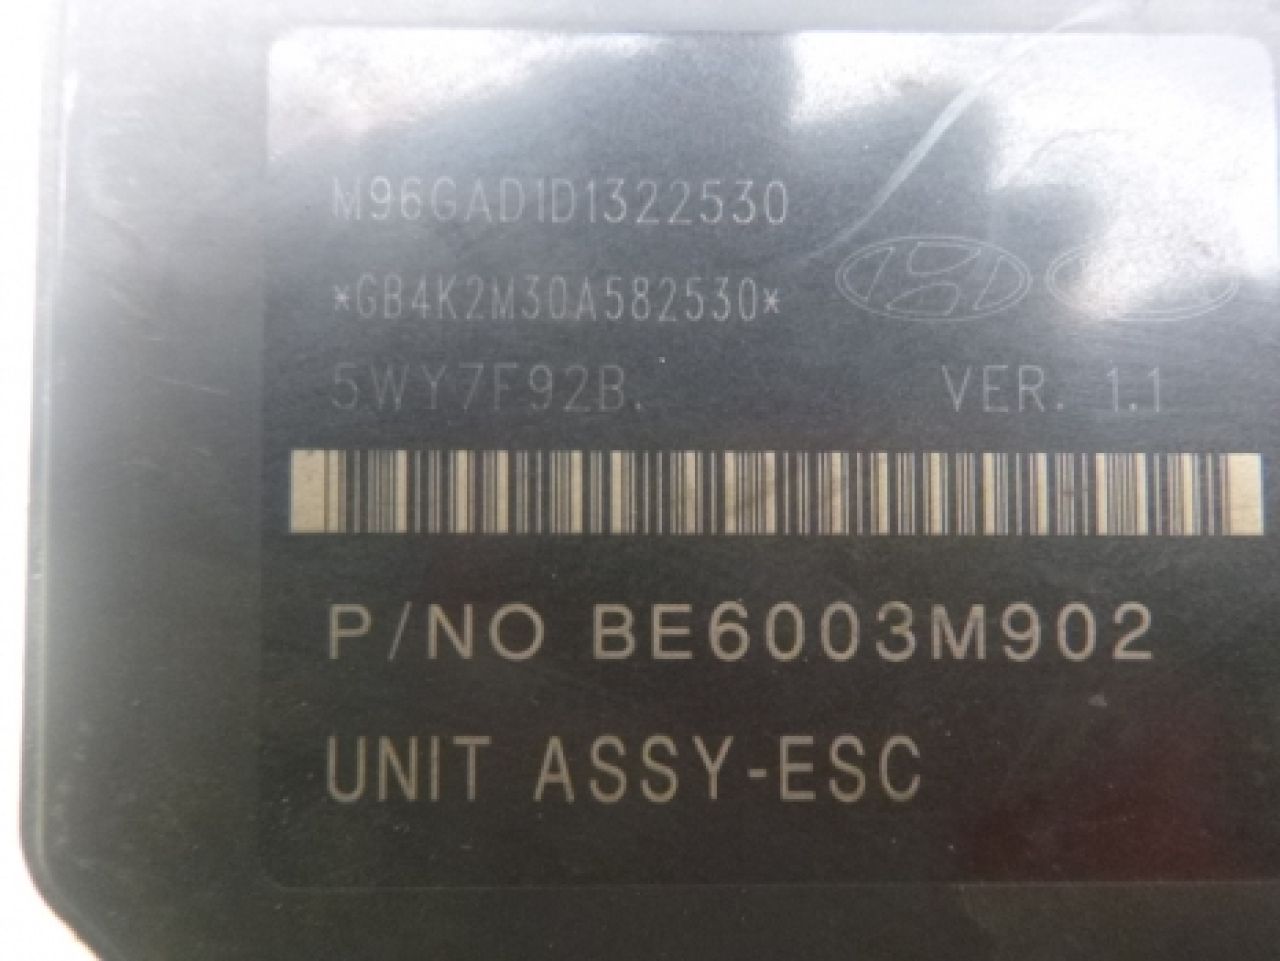 M96GAD1D1322530
*GB4K2M30A582530*
5WY7F92B. VER. 1.1
P/NO BE6003M902
UNIT ASSY-ESC